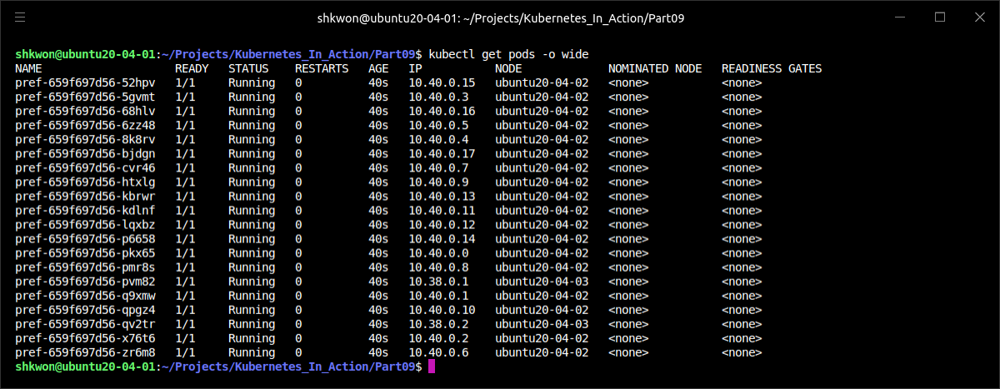 shkwon@ubuntu20-04-01: ~/Projects/Kubernetes_In_Action/Part09
shkwon@ubuntu20-04-01:~/Projects/Kubernetes_In_Action/Part09$ kubectl get pods -o wide
NAME READY STATUS RESTARTS AGE IP NODE NOMINATED NODE READINESS GATES
pref-659f697d56-52hpv 1/1 Running 0 40s 10.40.0.15 ubuntu20-04-02 <none> <none>
pref-659f697d56-5gvmt 1/1 Running 0 40s 10.40.0.3 ubuntu20-04-02 <none> <none>
pref-659f697d56-68hlv 1/1 Running 0 40s 10.40.0.16 ubuntu20-04-02 <none> <none>
pref-659f697d56-6zz48 1/1 Running 0 40s 10.40.0.5 ubuntu20-04-02 <none> <none>
pref-659f697d56-8k8rv 1/1 Running 0 40s 10.40.0.4 ubuntu20-04-02 <none> <none>
pref-659f697d56-bjdgn 1/1 Running 0 40s 10.40.0.17 ubuntu20-04-02 <none> <none>
pref-659f697d56-cvr46 1/1 Running 0 40s 10.40.0.7 ubuntu20-04-02 <none> <none>
pref-659f697d56-htxlg 1/1 Running 0 40s 10.40.0.9 ubuntu20-04-02 <none> <none>
pref-659f697d56-kbrwr 1/1 Running 0 40s 10.40.0.13 ubuntu20-04-02 <none> <none>
pref-659f697d56-kdlnf 1/1 Running 0 40s 10.40.0.11 ubuntu20-04-02 <none> <none>
pref-659f697d56-lqxbz 1/1 Running 0 40s 10.40.0.12 ubuntu20-04-02 <none> <none>
pref-659f697d56-p6658 1/1 Running 0 40s 10.40.0.14 ubuntu20-04-02 <none> <none>
pref-659f697d56-pkx65 1/1 Running 0 40s 10.40.0.0 ubuntu20-04-02 <none> <none>
pref-659f697d56-pmr8s 1/1 Running 0 40s 10.40.0.8 ubuntu20-04-02 <none> <none>
pref-659f697d56-pvm82 1/1 Running 0 40s 10.38.0.1 ubuntu20-04-03 <none> <none>
pref-659f697d56-q9xmw 1/1 Running 0 40s 10.40.0.1 ubuntu20-04-02 <none> <none>
pref-659f697d56-qpgz4 1/1 Running 0 40s 10.40.0.10 ubuntu20-04-02 <none> <none>
pref-659f697d56-qv2tr 1/1 Running 0 40s 10.38.0.2 ubuntu20-04-03 <none> <none>
pref-659f697d56-x76t6 1/1 Running 0 40s 10.40.0.2 ubuntu20-04-02 <none> <none>
pref-659f697d56-zr6m8 1/1 Running 0 40s 10.40.0.6 ubuntu20-04-02 <none> <none>
shkwon@ubuntu20-04-01:~/Projects/Kubernetes_In_Action/Part09$